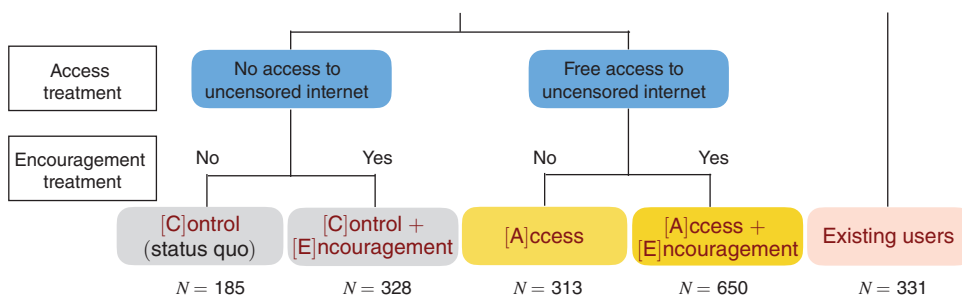 Access
treatment
No access to
uncensored internet
Free access to
uncensored internet
Encouragement
treatment
No
Yes
No
Yes
[C]ontrol
(status quo)
[C]ontrol +
[E]ncouragement
[A]ccess
[A]ccess +
[E]ncouragement
Existing users
N = 185
N = 328
N = 313
N = 650
N = 331